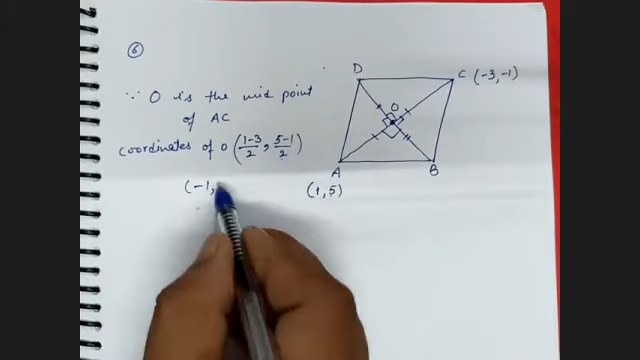 6
∵ O is the mid point
of AC
coordinates of O (1-3/2, 5-1/2)
(-1,
D
C (-3, -1)
O
A
B
(1, 5)